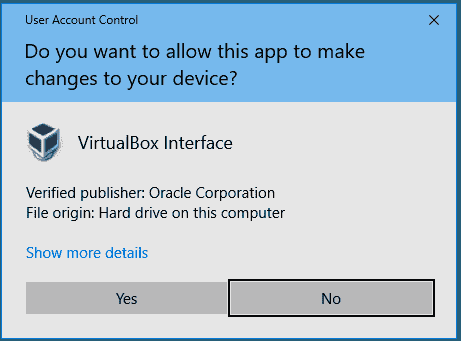 User Account Control
Do you want to allow this app to make
changes to your device?
VirtualBox Interface
Verified publisher: Oracle Corporation
File origin: Hard drive on this computer
Show more details
Yes
No